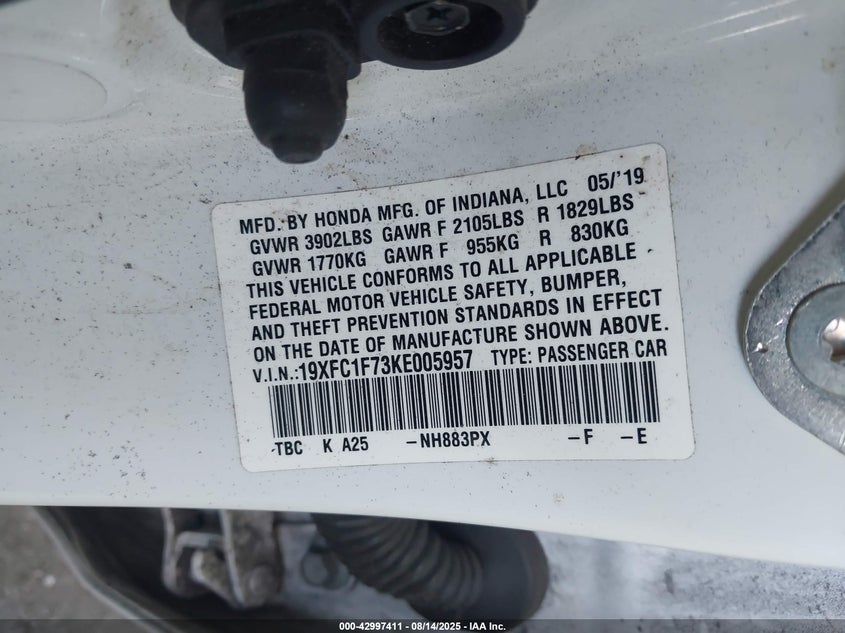 MFD. BY HONDA MFG. OF INDIANA, LLC 05/'19
GVWR 3902LBS GAWR F 2105LBS R 1829LBS
GVWR 1770KG GAWR F 955KG R 830KG
THIS VEHICLE CONFORMS TO ALL APPLICABLE
FEDERAL MOTOR VEHICLE SAFETY, BUMPER,
AND THEFT PREVENTION STANDARDS IN EFFECT
ON THE DATE OF MANUFACTURE SHOWN ABOVE.
V.I.N.:19XFC1F73KE005957 TYPE: PASSENGER CAR
TBC K A25 -NH883PX -F -E
000-42997411 - 08/14/2025 - IAA Inc.